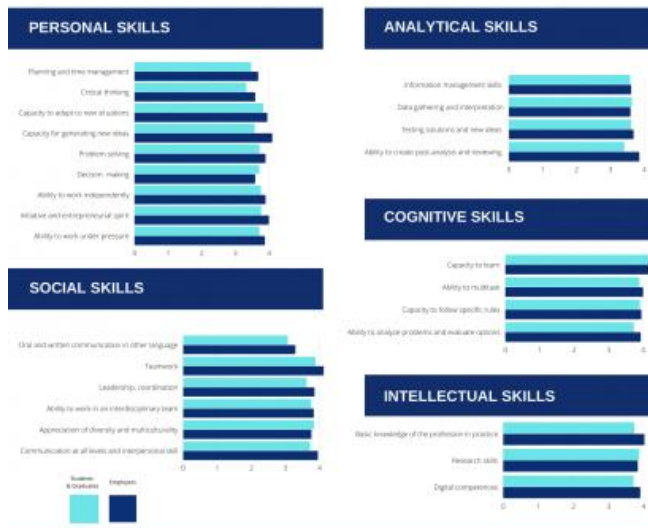 PERSONAL SKILLS
Planning and time management
Critical thinking
Capacity to adapt to new situations
Capacity for generating new ideas
Problem solving
Decision making
Ability to work independently
Initiative and entrepreneurial spirit
Ability to work under pressure
0 1 2 3 4
SOCIAL SKILLS
Oral and written communication in other language
Teamwork
Leadership, coordination
Ability to work in an interdisciplinary team
Appreciation of diversity and multiculturality
Communication at all levels and interpersonal skill
0 1 2 3 4
Students
& Graduates
Employers
ANALYTICAL SKILLS
Information management skills
Data gathering and interpretation
Testing solutions and new ideas
Ability to create post-analysis and reviewing
0 1 2 3 4
COGNITIVE SKILLS
Capacity to learn
Ability to multitask
Capacity to follow specific rules
Ability to analyze problems and evaluate options
0 1 2 3 4
INTELLECTUAL SKILLS
Basic knowledge of the profession in practice
Research skills
Digital competences
0 1 2 3 4